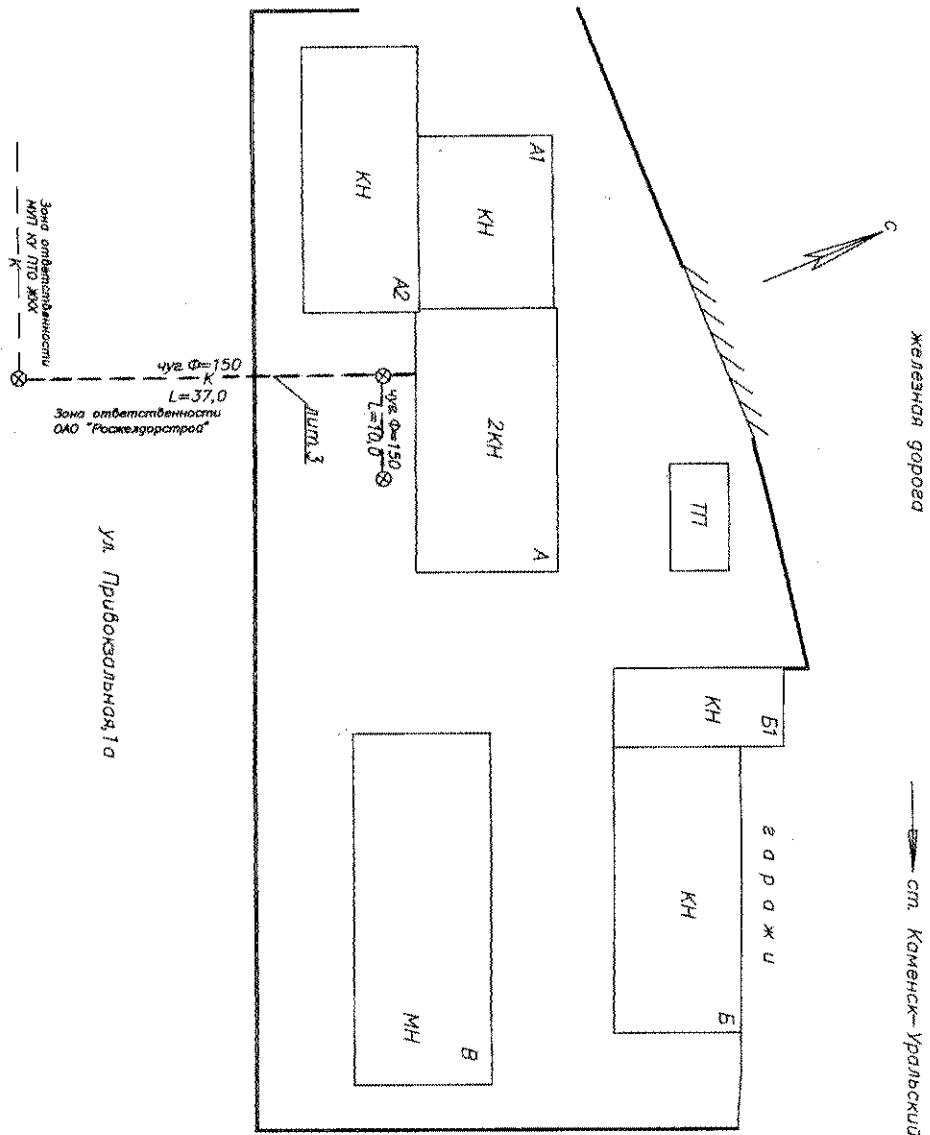 С
железная дорога
ст. Каменск-Уральский
А1
КН
КН
А2
2КН
А
ТП
КН
Б1
гаражи
КН
Б
МН
В
Зона ответственности
МУП КУ ПТО ЖКХ
К
чуг Ф=150
К
L=37,0
Зона ответственности
ОАО "Росжелдорстрой"
лит.3
чуг. Ф=150
L=10,0
ул. Привокзальная,1а